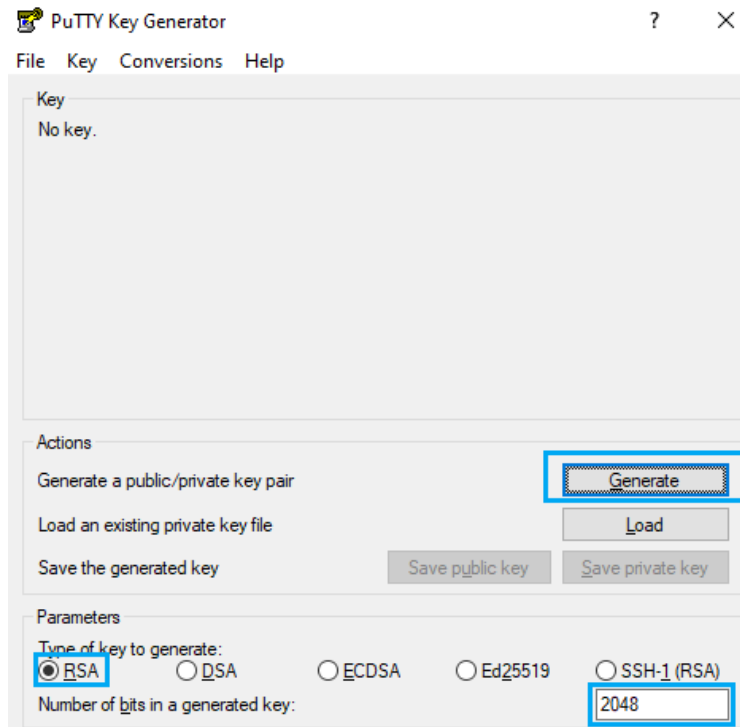 PuTTY Key Generator ?
File Key Conversions Help
Key
No key.
Actions
Generate a public/private key pair Generate
Load an existing private key file Load
Save the generated key Save public key Save private key
Parameters
Type of key to generate:
RSA DSA ECDSA Ed25519 SSH-1 (RSA)
Number of bits in a generated key: 2048